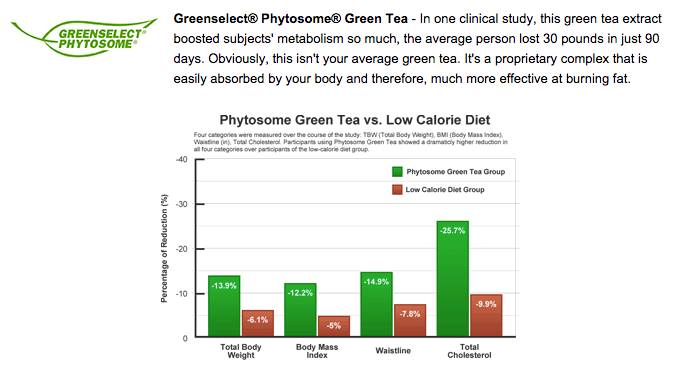 GREENSELECT®
PHYTOSOME®
Greenselect® Phytosome® Green Tea - In one clinical study, this green tea extract
boosted subjects' metabolism so much, the average person lost 30 pounds in just 90
days. Obviously, this isn't your average green tea. It's a proprietary complex that is
easily absorbed by your body and therefore, much more effective at burning fat.
Phytosome Green Tea vs. Low Calorie Diet
Four categories were measured over the course of the study: TBW (Total Body Weight), BMI (Body Mass Index),
Waistline (in), Total Cholesterol. Participants using Phytosome Green Tea showed a dramaticly higher reduction in
all four categories over participants of the low-calorie diet group.
Percentage of Reduction (%)
-40
-30
-20
-10
0
Phytosome Green Tea Group
Low Calorie Diet Group
-13.9%
-6.1%
-12.2%
-5%
-14.9%
-7.8%
-25.7%
-9.9%
Total Body
Weight
Body Mass
Index
Waistline
Total
Cholesterol